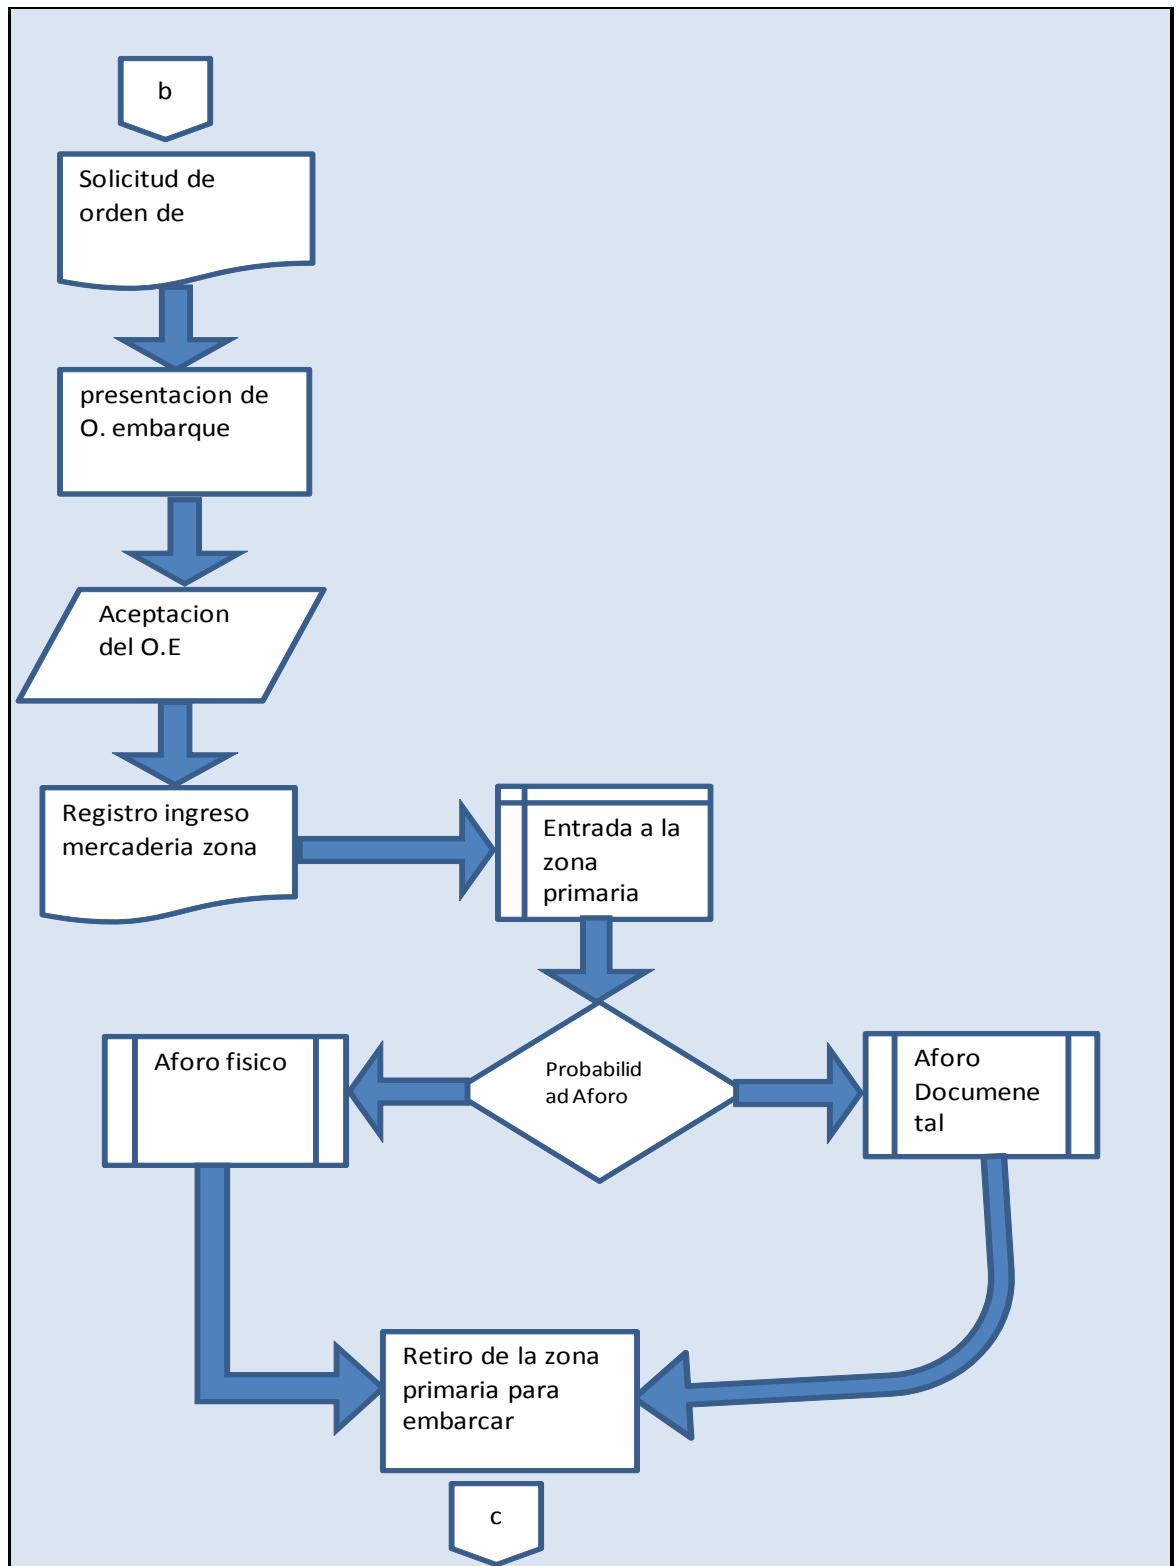 b
Solicitud de
orden de
presentacion de
O. embarque
Aceptacion
del O.E
Registro ingreso
mercaderia zona
Entrada a la
zona
primaria
Probabilid
ad Aforo
Aforo fisico
Aforo
Documene
tal
Retiro de la zona
primaria para
embarcar
c